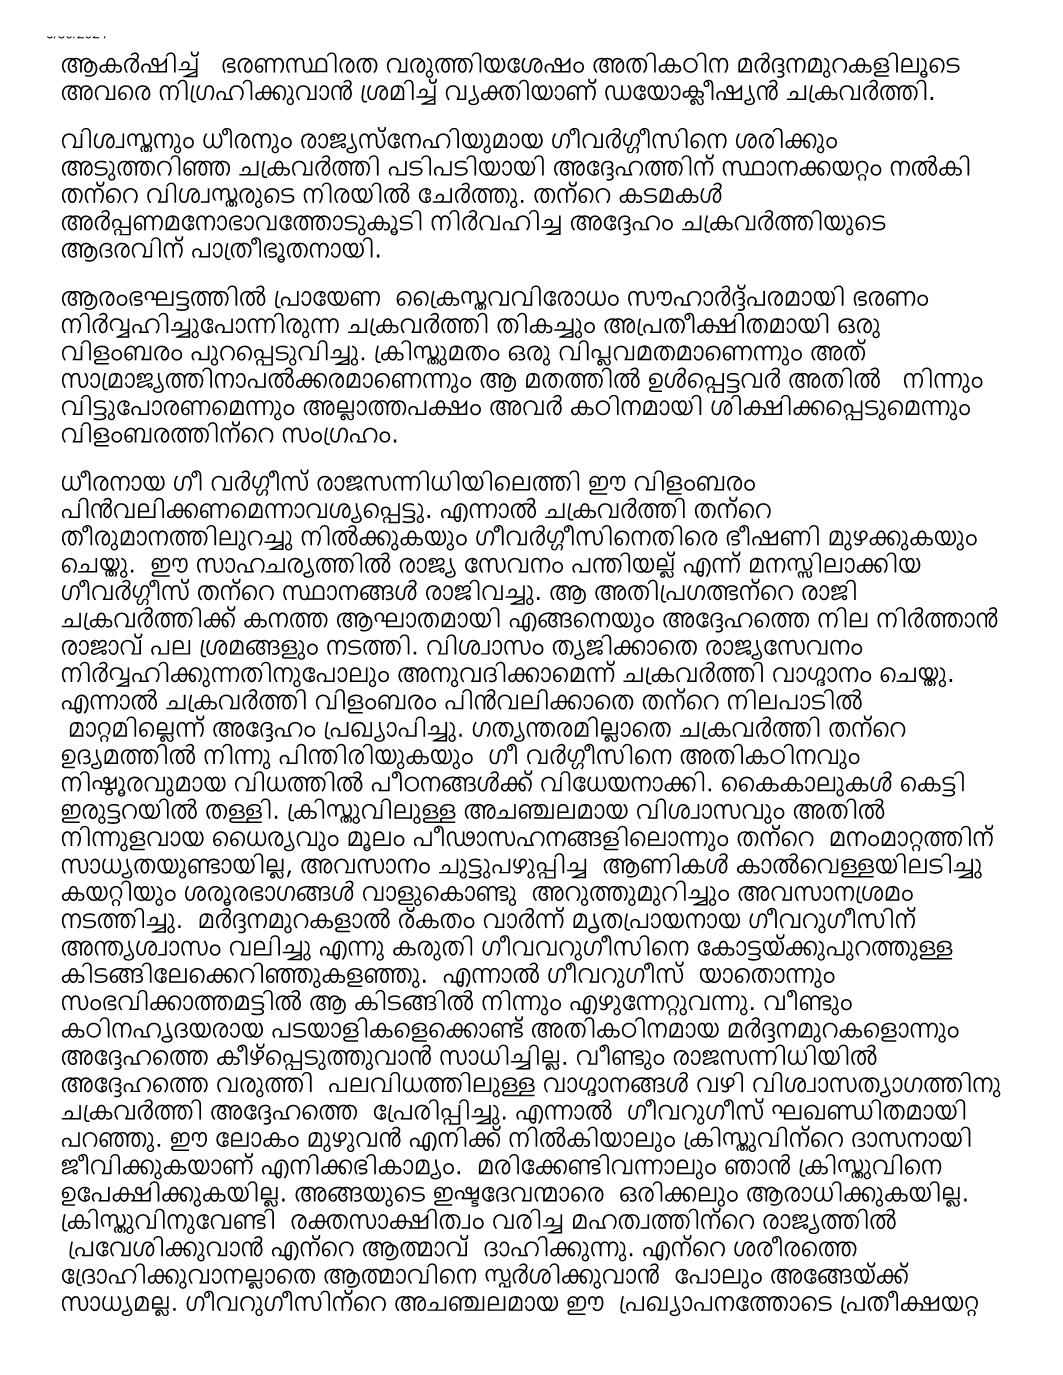 ആകർഷിച്ച്   ഭരണസ്ഥിരത വരുത്തിയശേഷം അതികഠിന മർദ്ദനമുറകളിലൂടെ
അവരെ നിഗ്രഹിക്കുവാൻ ശ്രമിച്ച് വ്യക്തിയാണ് ഡയോക്ലീഷ്യൻ ചക്രവർത്തി.
വിശ്വസ്തനും ധീരനും രാജ്യസ്നേഹിയുമായ ഗീവർഗ്ഗീസിനെ ശരിക്കും
അടുത്തറിഞ്ഞ ചക്രവർത്തി പടിപടിയായി അദ്ദേഹത്തിന് സ്ഥാനക്കയറ്റം നൽകി
തന്റെ വിശ്വസ്തരുടെ നിരയിൽ ചേർത്തു. തന്റെ കടമകൾ
അർപ്പണമനോഭാവത്തോടുകൂടി നിർവഹിച്ച അദ്ദേഹം ചക്രവർത്തിയുടെ
ആദരവിന് പാത്രീഭൂതനായി.
ആരംഭഘട്ടത്തിൽ പ്രായേണ  ക്രൈസ്തവവിരോധം സൗഹാർദ്ദ്പരമായി ഭരണം
നിർവ്വഹിച്ചുപോന്നിരുന്ന ചക്രവർത്തി തികച്ചും അപ്രതീക്ഷിതമായി ഒരു
വിളംബരം പുറപ്പെടുവിച്ചു. ക്രിസ്തുമതം ഒരു വിപ്ലവമതമാണെന്നും അത്
സാമ്രാജ്യത്തിനാപൽക്കരമാണെന്നും ആ മതത്തിൽ ഉൾപ്പെട്ടവർ അതിൽ   നിന്നും
വിട്ടുപോരണമെന്നും അല്ലാത്തപക്ഷം അവർ കഠിനമായി ശിക്ഷിക്കപ്പെടുമെന്നും
വിളംബരത്തിന്റെ സംഗ്രഹം.
ധീരനായ ഗീ വർഗ്ഗീസ് രാജസന്നിധിയിലെത്തി ഈ വിളംബരം
പിൻവലിക്കണമെന്നാവശ്യപ്പെട്ടു. എന്നാൽ ചക്രവർത്തി തന്റെ
തീരുമാനത്തിലുറച്ചു നിൽക്കുകയും ഗീവർഗ്ഗീസിനെതിരെ ഭീഷണി മുഴക്കുകയും
ചെയ്തു.  ഈ സാഹചര്യത്തിൽ രാജ്യ സേവനം പന്തിയല്ല് എന്ന് മനസ്സിലാക്കിയ
ഗീവർഗ്ഗീസ് തന്റെ സ്ഥാനങ്ങൾ രാജിവച്ചു. ആ അതിപ്രഗത്ഭന്റെ രാജി
ചക്രവർത്തിക്ക് കനത്ത ആഘാതമായി എങ്ങനെയും അദ്ദേഹത്തെ നില നിർത്താൻ
രാജാവ് പല ശ്രമങ്ങളും നടത്തി. വിശ്വാസം ത്യജിക്കാതെ രാജ്യസേവനം
നിർവ്വഹിക്കുന്നതിനുപോലും അനുവദിക്കാമെന്ന് ചക്രവർത്തി വാഗ്ദാനം ചെയ്തു.
എന്നാൽ ചക്രവർത്തി വിളംബരം പിൻവലിക്കാതെ തന്റെ നിലപാടിൽ
മാറ്റമില്ലെന്ന് അദ്ദേഹം പ്രഖ്യാപിച്ചു. ഗത്യന്തരമില്ലാതെ ചക്രവർത്തി തന്റെ
ഉദ്യമത്തിൽ നിന്നു പിന്തിരിയുകയും  ഗീ വർഗ്ഗീസിനെ അതികഠിനവും
നിഷ്ഠൂരവുമായ വിധത്തിൽ പീഠനങ്ങൾക്ക് വിധേയനാക്കി. കൈകാലുകൾ കെട്ടി
ഇരുട്ടറയിൽ തള്ളി. ക്രിസ്തുവിലുള്ള അചഞ്ചലമായ വിശ്വാസവും അതിൽ
നിന്നുളവായ ധൈര്യവും മൂലം പീഢാസഹനങ്ങളിലൊന്നും തന്റെ  മനംമാറ്റത്തിന്
സാധ്യതയുണ്ടായില്ല, അവസാനം ചുട്ടുപഴുപ്പിച്ച  ആണികൾ കാൽവെള്ളയിലടിച്ചു
കയറ്റിയും ശരൂരഭാഗങ്ങൾ വാളുകൊണ്ടു  അറുത്തുമുറിച്ചും അവസാനശ്രമം
നടത്തിച്ചു.  മർദ്ദനമുറകളാൽ ര്കതം വാർന്ന് മൃതപ്രായനായ ഗീവറുഗീസിന്
അന്ത്യശ്വാസം വലിച്ചു എന്നു കരുതി ഗീവവറുഗീസിനെ കോട്ടയ്ക്കുപുറത്തുള്ള
കിടങ്ങിലേക്കെറിഞ്ഞുകളഞ്ഞു.  എന്നാൽ ഗീവറുഗീസ്  യാതൊന്നും
സംഭവിക്കാത്തമട്ടിൽ ആ കിടങ്ങിൽ നിന്നും എഴുന്നേറ്റുവന്നു. വീണ്ടും
കഠിനഹൃദയരായ പടയാളികളെക്കൊണ്ട് അതികഠിനമായ മർദ്ദനമുറകളൊന്നും
അദ്ദേഹത്തെ കീഴ്പ്പെടുത്തുവാൻ സാധിച്ചില്ല. വീണ്ടും രാജസന്നിധിയിൽ
അദ്ദേഹത്തെ വരുത്തി  പലവിധത്തിലുള്ള വാഗ്ദാനങ്ങൾ വഴി വിശ്വാസത്യാഗത്തിനു
ചക്രവർത്തി അദ്ദേഹത്തെ  പ്രേരിപ്പിച്ചു. എന്നാൽ  ഗീവറുഗീസ് ഘഖണ്ഡിതമായി
പറഞ്ഞു. ഈ ലോകം മുഴുവൻ എനിക്ക് നിൽകിയാലും ക്രിസ്തുവിന്റെ ദാസനായി
ജീവിക്കുകയാണ് എനിക്കഭികാമ്യം.  മരിക്കേണ്ടിവന്നാലും ഞാൻ ക്രിസ്തുവിനെ
ഉപേക്ഷിക്കുകയില്ല. അങ്ങയുടെ ഇഷ്ടദേവന്മാരെ  ഒരിക്കലും ആരാധിക്കുകയില്ല.
ക്രിസ്തുവിനുവേണ്ടി  രക്തസാക്ഷിത്വം വരിച്ച മഹത്വത്തിന്റെ രാജ്യത്തിൽ
പ്രവേശിക്കുവാൻ എന്റെ ആത്മാവ്  ദാഹിക്കുന്നു. എന്റെ ശരീരത്തെ
ദ്രോഹിക്കുവാനല്ലാതെ ആത്മാവിനെ സ്പർശിക്കുവാൻ  പോലും അങ്ങേയ്ക്ക്
സാധ്യമല്ല. ഗീവറുഗീസിന്റെ അചഞ്ചലമായ ഈ  പ്രഖ്യാപനത്തോടെ പ്രതീക്ഷയറ്റ